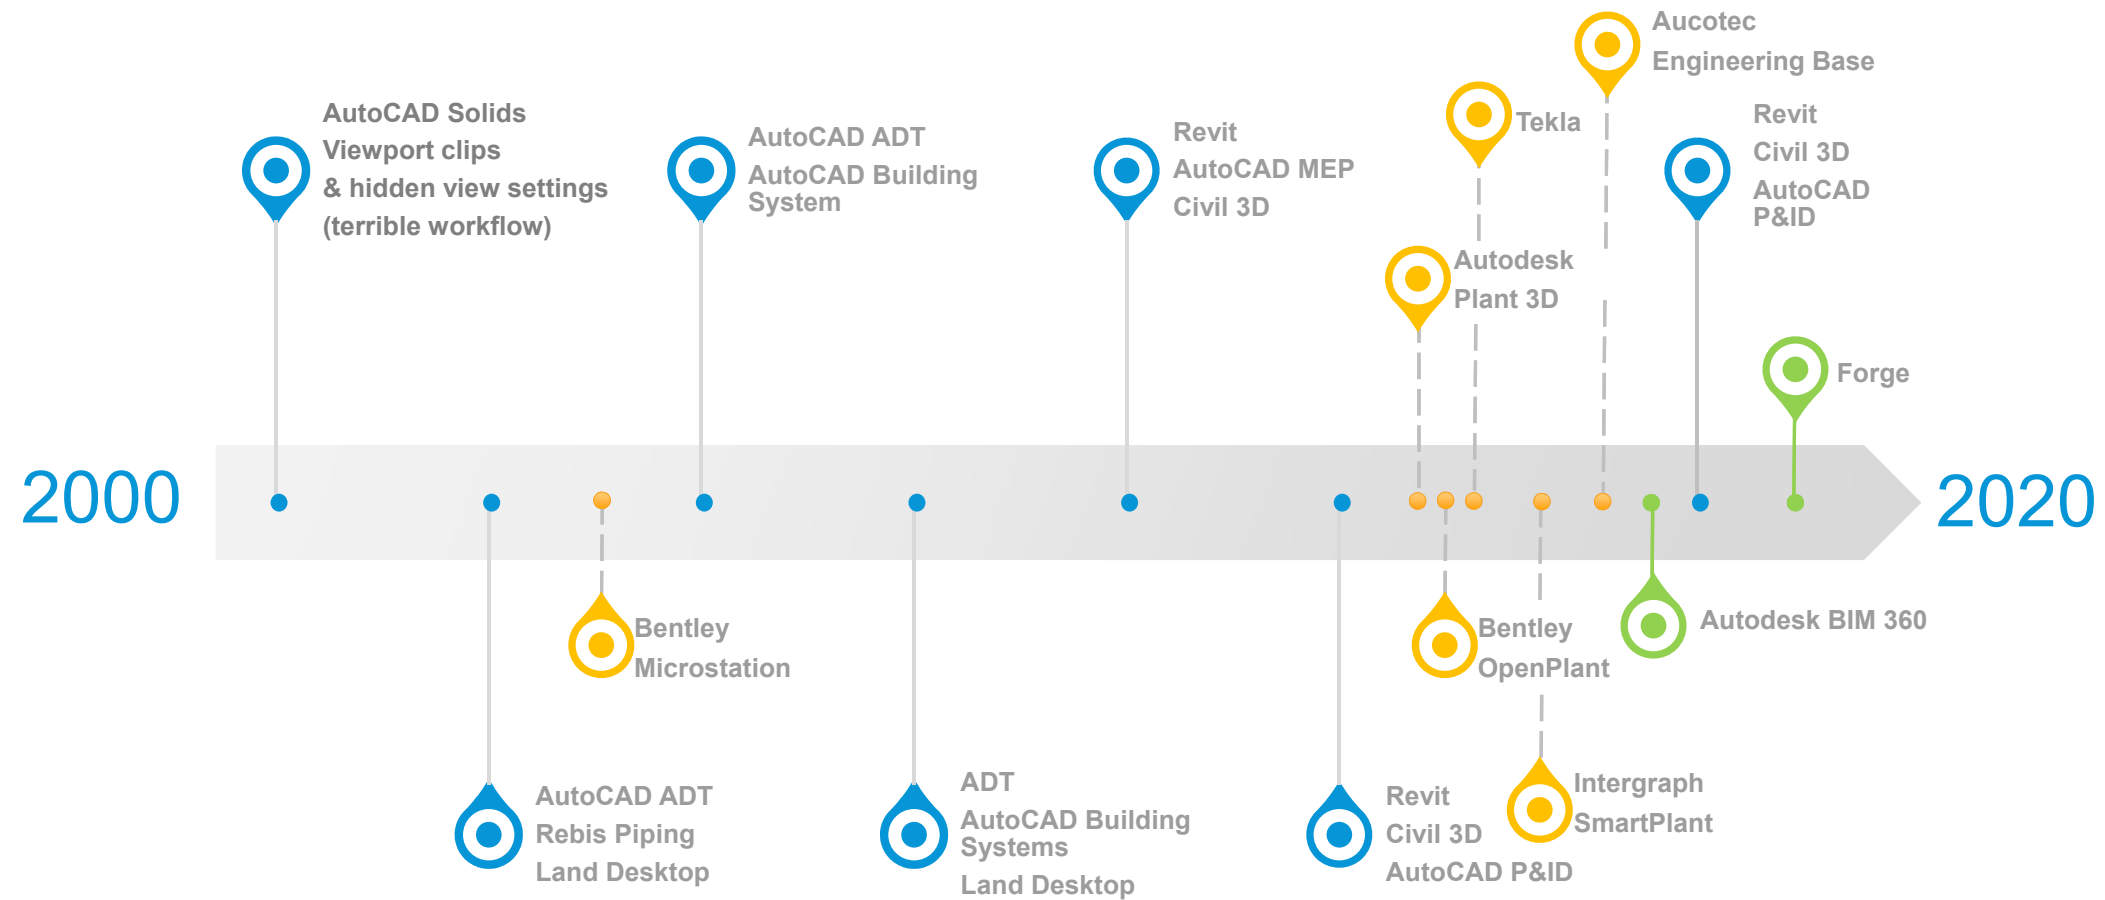 2000
AutoCAD Solids
Viewport clips
& hidden view settings
(terrible workflow)
AutoCAD ADT
Rebis Piping
Land Desktop
Bentley
Microstation
AutoCAD ADT
AutoCAD Building
System
ADT
AutoCAD Building
Systems
Land Desktop
Revit
AutoCAD MEP
Civil 3D
Revit
Civil 3D
AutoCAD P&ID
Autodesk
Plant 3D
Bentley
OpenPlant
Tekla
Intergraph
SmartPlant
Aucotec
Engineering Base
Autodesk BIM 360
Revit
Civil 3D
AutoCAD
P&ID
Forge
2020